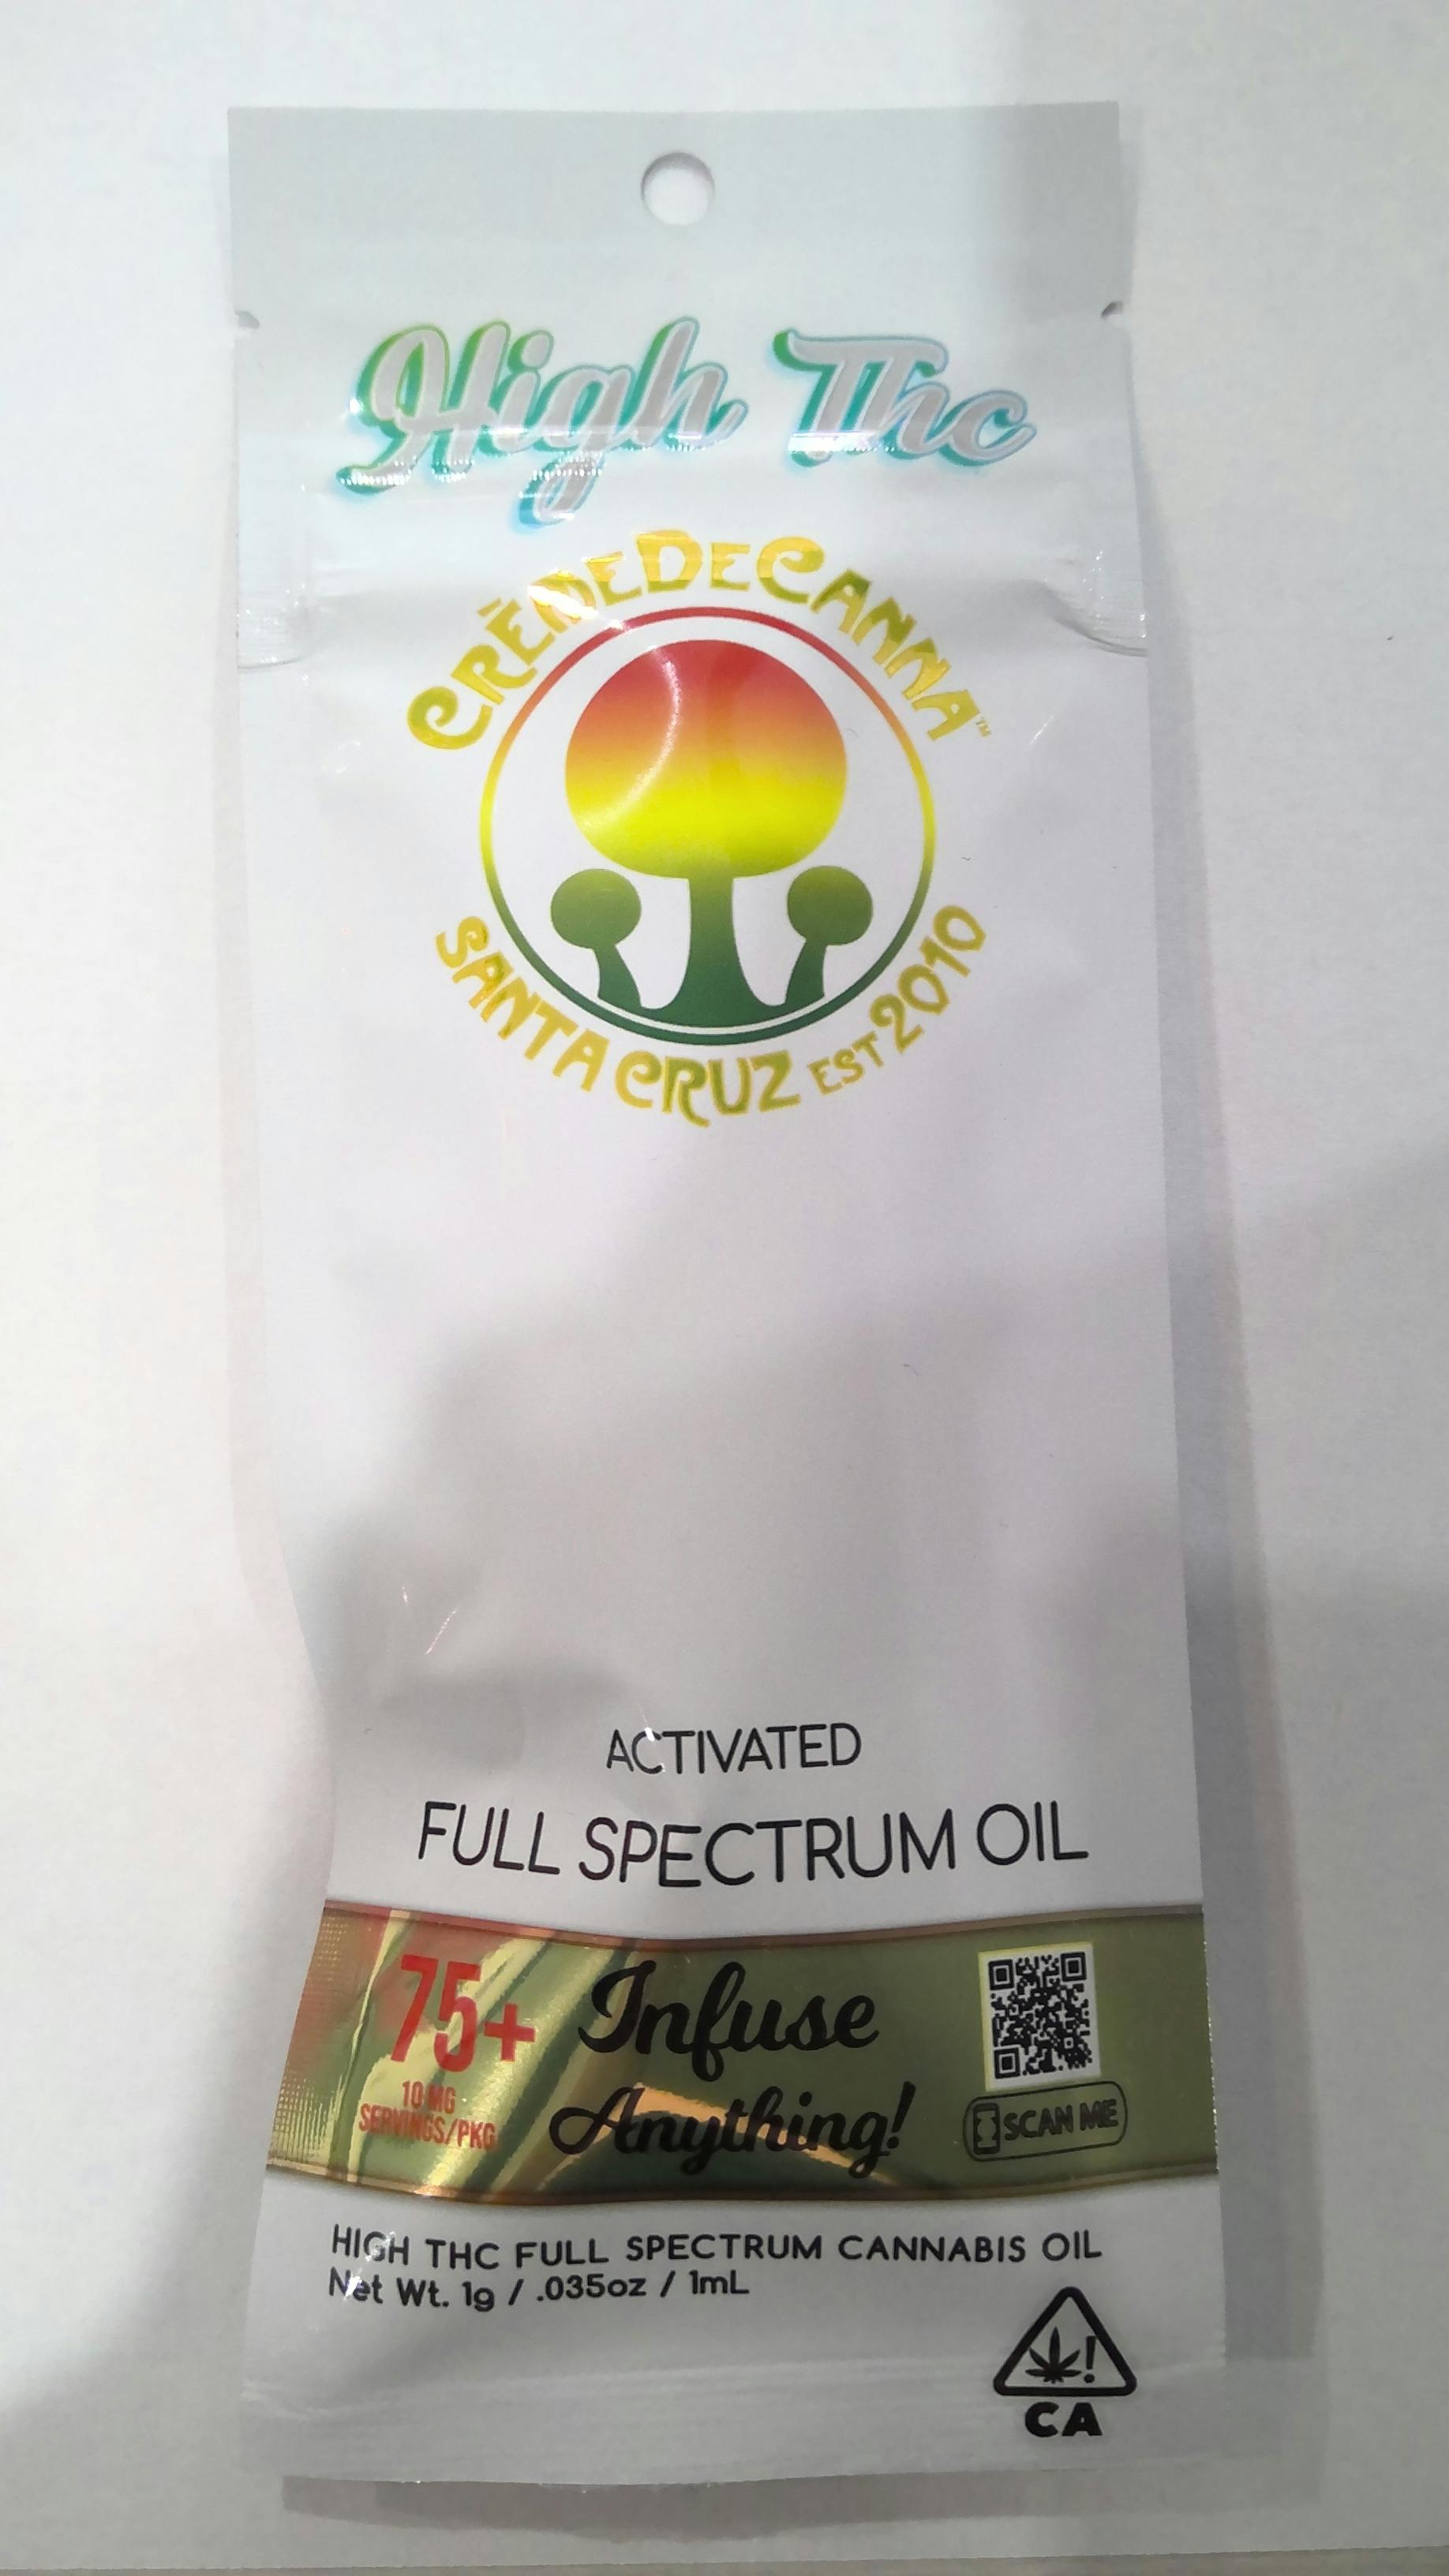 High Thc
CRÈMEDECANNA™
SANTA CRUZ EST 2010
ACTIVATED
FULL SPECTRUM OIL
75+
10 MG
SERVINGS/PKG
Infuse
Anything!
SCAN ME
HIGH THC FULL SPECTRUM CANNABIS OIL
Net Wt. 1g / .035oz / 1mL
!
CA